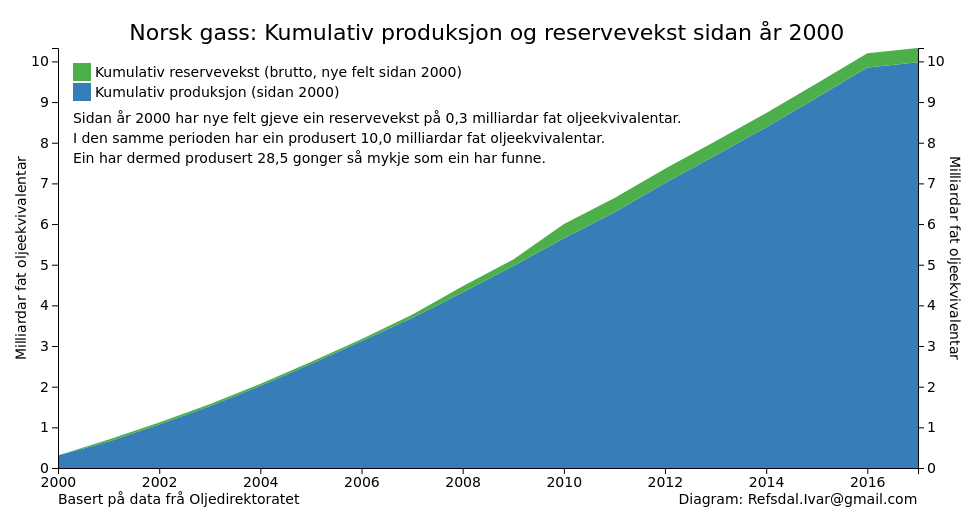 Norsk gass: Kumulativ produksjon og reservevekst sidan år 2000
Kumulativ reservevekst (brutto, nye felt sidan 2000)
Kumulativ produksjon (sidan 2000)
Sidan år 2000 har nye felt gjeve ein reservevekst på 0,3 milliardar fat oljeekvivalentar.
I den samme perioden har ein produsert 10,0 milliardar fat oljeekvivalentar.
Ein har dermed produsert 28,5 gonger så mykje som ein har funne.
Milliardar fat oljeekvivalentar
10
9
8
7
6
5
4
3
2
1
0
10
9
8
7
6
5
4
3
2
1
0
Milliardar fat oljeekvivalentar
2000 2002 2004 2006 2008 2010 2012 2014 2016
Basert på data frå Oljedirektoratet
Diagram: Refsdal.Ivar@gmail.com